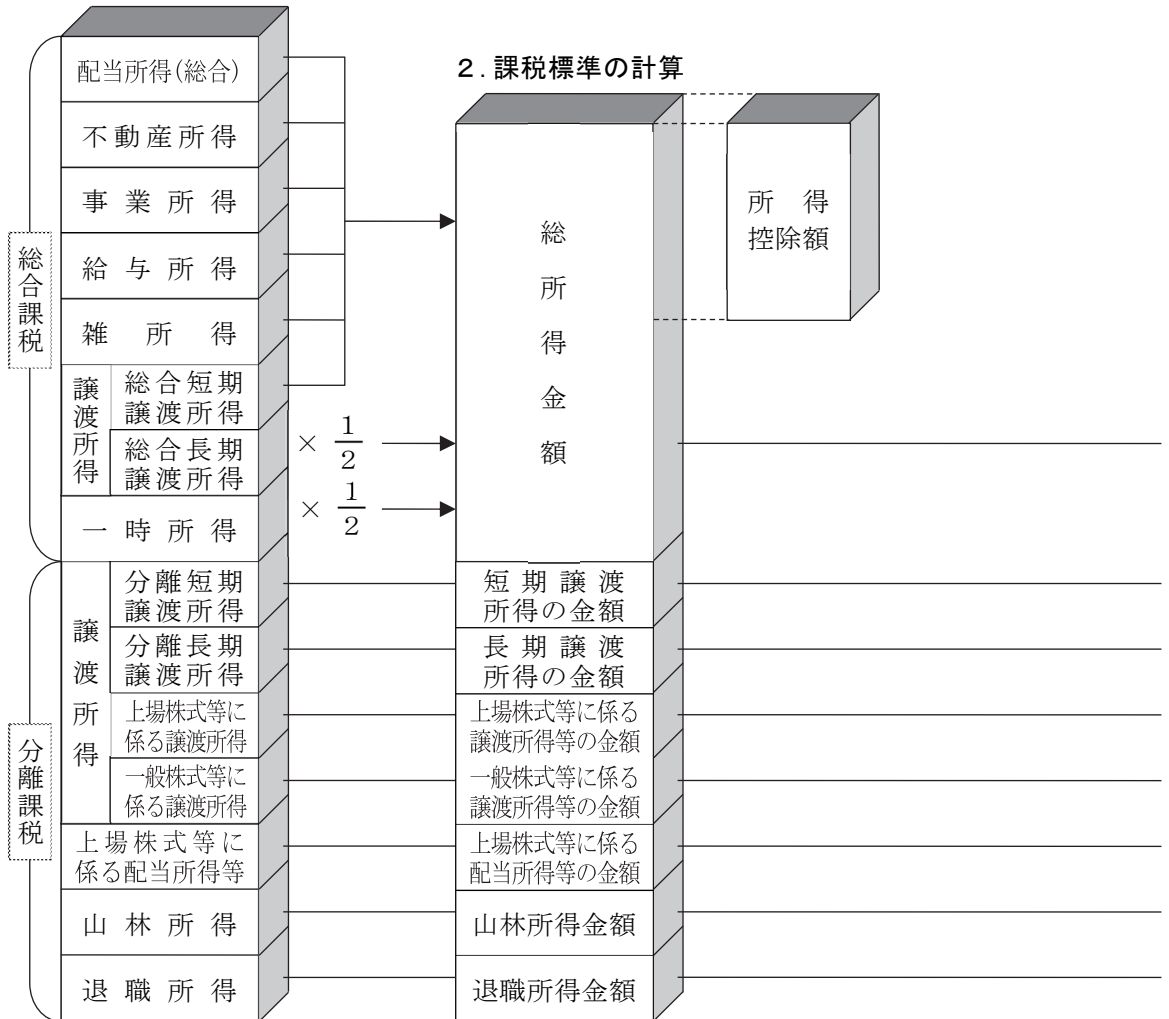 総合課税
配当所得(総合)
不動産所得
事業所得
給与所得
雑所得
譲渡所得
総合短期
譲渡所得
総合長期
譲渡所得
× 1/2
一時所得
× 1/2
分離課税
譲渡所得
分離短期
譲渡所得
分離長期
譲渡所得
上場株式等に
係る譲渡所得
一般株式等に
係る譲渡所得
上場株式等に
係る配当所得等
山林所得
退職所得
2.課税標準の計算
総所得金額
短期譲渡
所得の金額
長期譲渡
所得の金額
上場株式等に係る
譲渡所得等の金額
一般株式等に係る
譲渡所得等の金額
上場株式等に係る
配当所得等の金額
山林所得金額
退職所得金額
所得
控除額